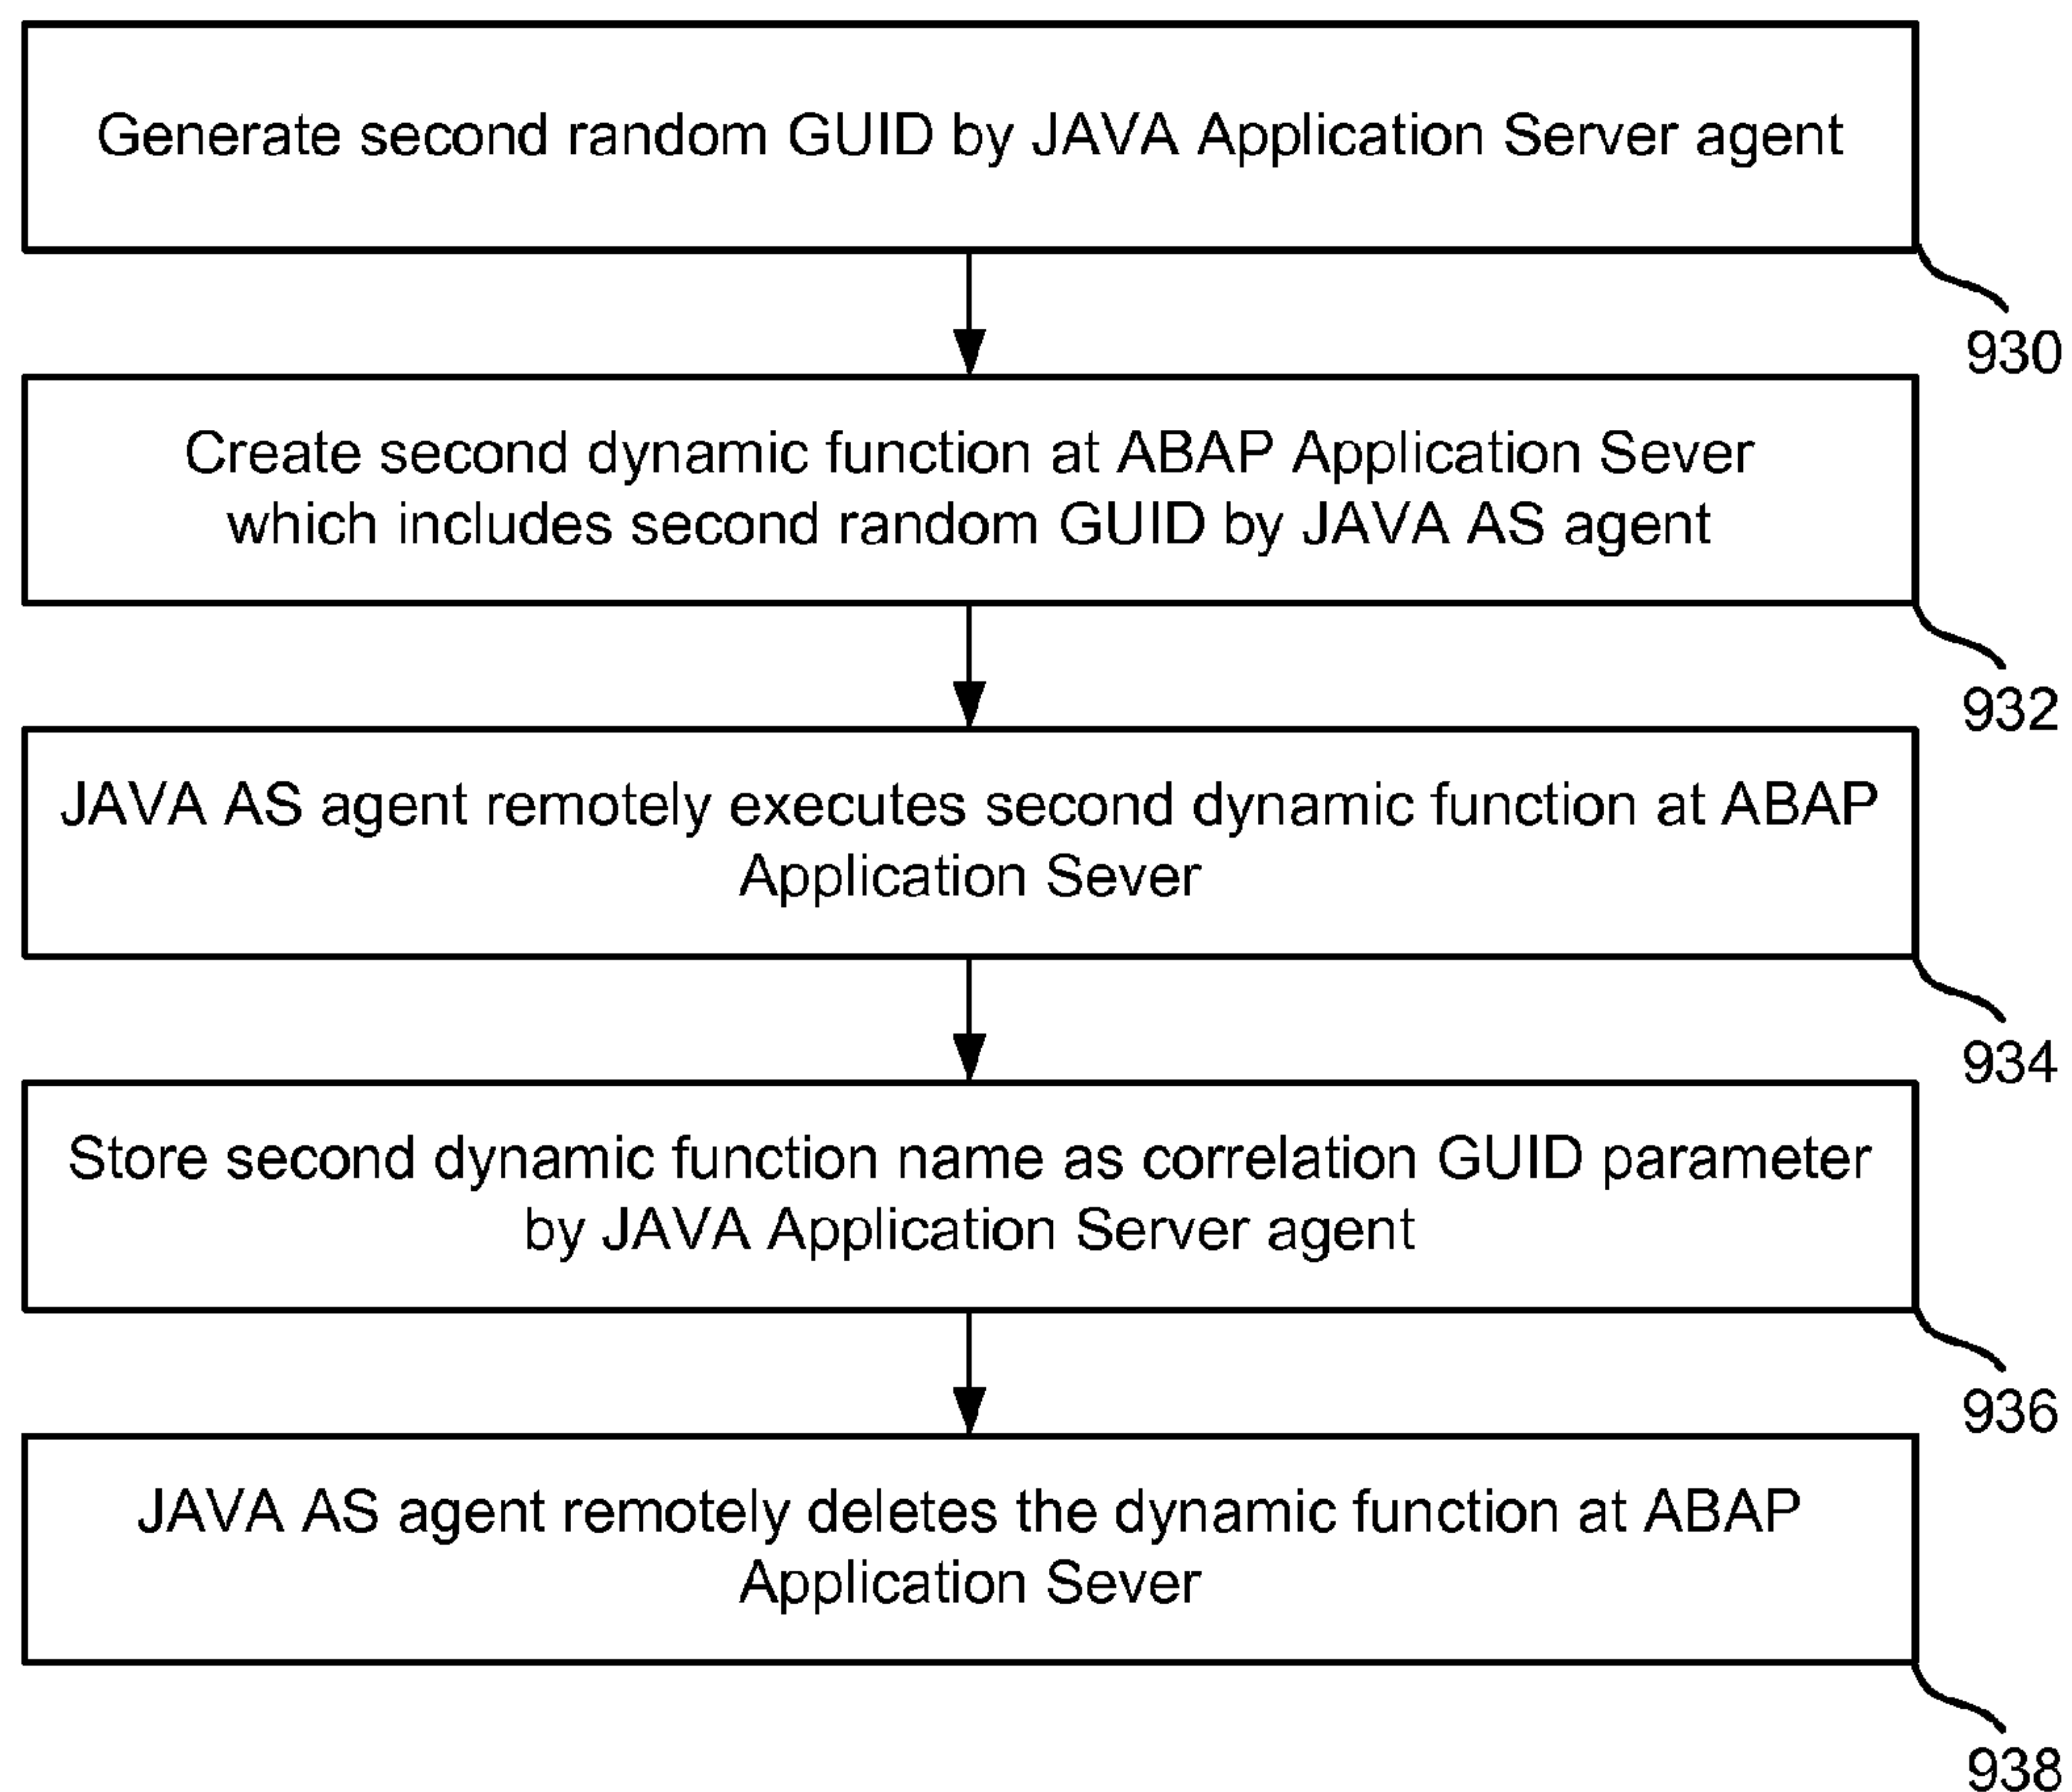 Generate second random GUID by JAVA Application Server agent
930
Create second dynamic function at ABAP Application Sever
which includes second random GUID by JAVA AS agent
932
JAVA AS agent remotely executes second dynamic function at ABAP
Application Sever
934
Store second dynamic function name as correlation GUID parameter
by JAVA Application Server agent
936
JAVA AS agent remotely deletes the dynamic function at ABAP
Application Sever
938